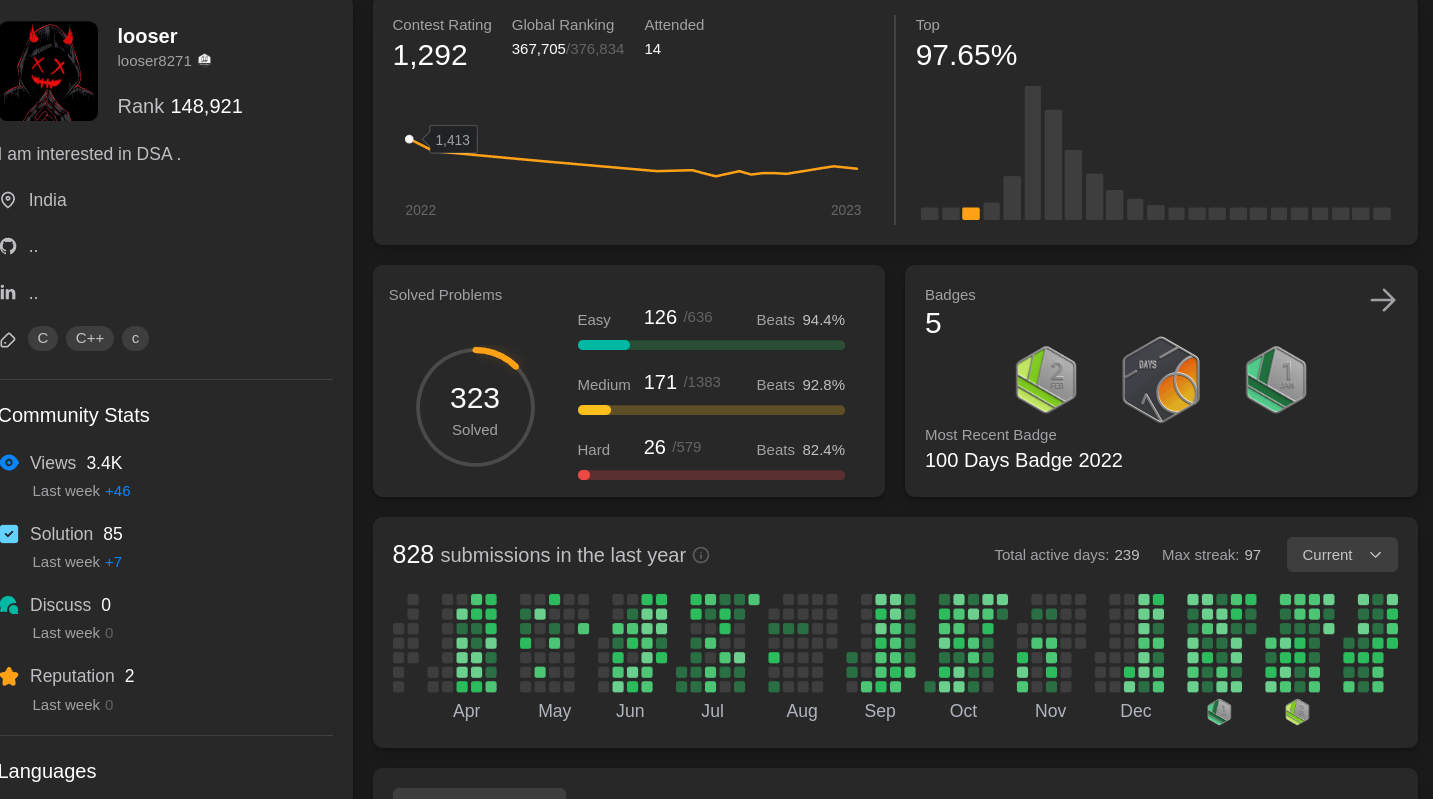 looser
looser8271
Rank 148,921
I am interested in DSA .
India
..
..
C C++ c
Community Stats
Views 3.4K
Last week +46
Solution 85
Last week +7
Discuss 0
Last week 0
Reputation 2
Last week 0
Languages
Contest Rating Global Ranking Attended
1,292 367,705/376,834 14
1,413
2022 2023
Top
97.65%
Solved Problems
323
Solved
Easy 126 /636 Beats 94.4%
Medium 171 /1383 Beats 92.8%
Hard 26 /579 Beats 82.4%
Badges
5
2
FEB
DAYS
1
JAN
Most Recent Badge
100 Days Badge 2022
828 submissions in the last year
Total active days: 239 Max streak: 97 Current
Apr May Jun Jul Aug Sep Oct Nov Dec